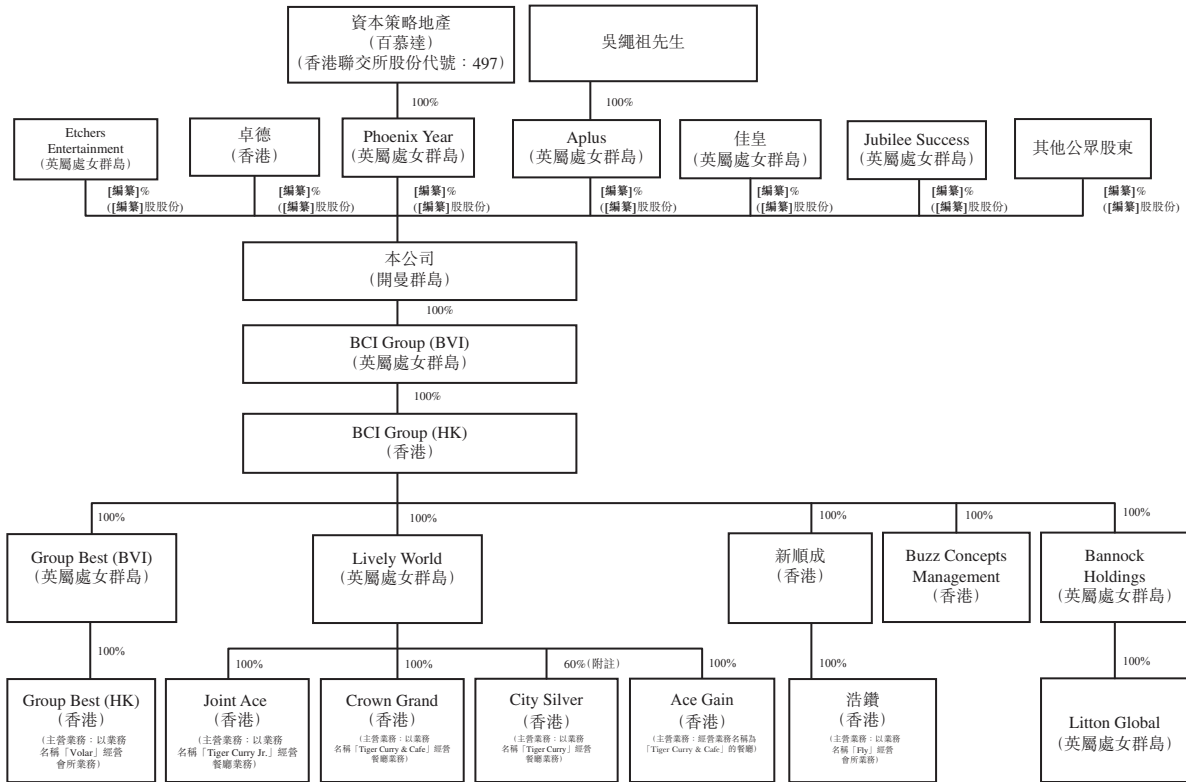 資本策略地產
(百慕達)
(香港聯交所股份代號：497)
吳繩祖先生
100%
100%
Etchers
Entertainment
(英屬處女群島)
卓德
(香港)
Phoenix Year
(英屬處女群島)
Aplus
(英屬處女群島)
佳皇
(英屬處女群島)
Jubilee Success
(英屬處女群島)
其他公眾股東
[編纂]%
([編纂]股股份)
[編纂]%
([編纂]股股份)
[編纂]%
([編纂]股股份)
[編纂]%
([編纂]股股份)
[編纂]%
([編纂]股股份)
[編纂]%
([編纂]股股份)
[編纂]%
([編纂]股股份)
本公司
(開曼群島)
100%
BCI Group (BVI)
(英屬處女群島)
100%
BCI Group (HK)
(香港)
100%
100%
100%
100%
100%
Group Best (BVI)
(英屬處女群島)
Lively World
(英屬處女群島)
新順成
(香港)
Buzz Concepts
Management
(香港)
Bannock
Holdings
(英屬處女群島)
100%
100%
100%
60%(附註)
100%
100%
100%
Group Best (HK)
(香港)
(主營業務：以業務
名稱「Volar」經營
會所業務)
Joint Ace
(香港)
(主營業務：以業務
名稱「Tiger Curry Jr.」經營
餐廳業務)
Crown Grand
(香港)
(主營業務：以業務
名稱「Tiger Curry & Cafe」經營
餐廳業務)
City Silver
(香港)
(主營業務：以業務
名稱「Tiger Curry」經營
餐廳業務)
Ace Gain
(香港)
(主營業務：經營業務名稱為
「Tiger Curry & Cafe」的餐廳)
浩鑽
(香港)
(主營業務：以業務
名稱「Fly」經營
會所業務)
Litton Global
(英屬處女群島)